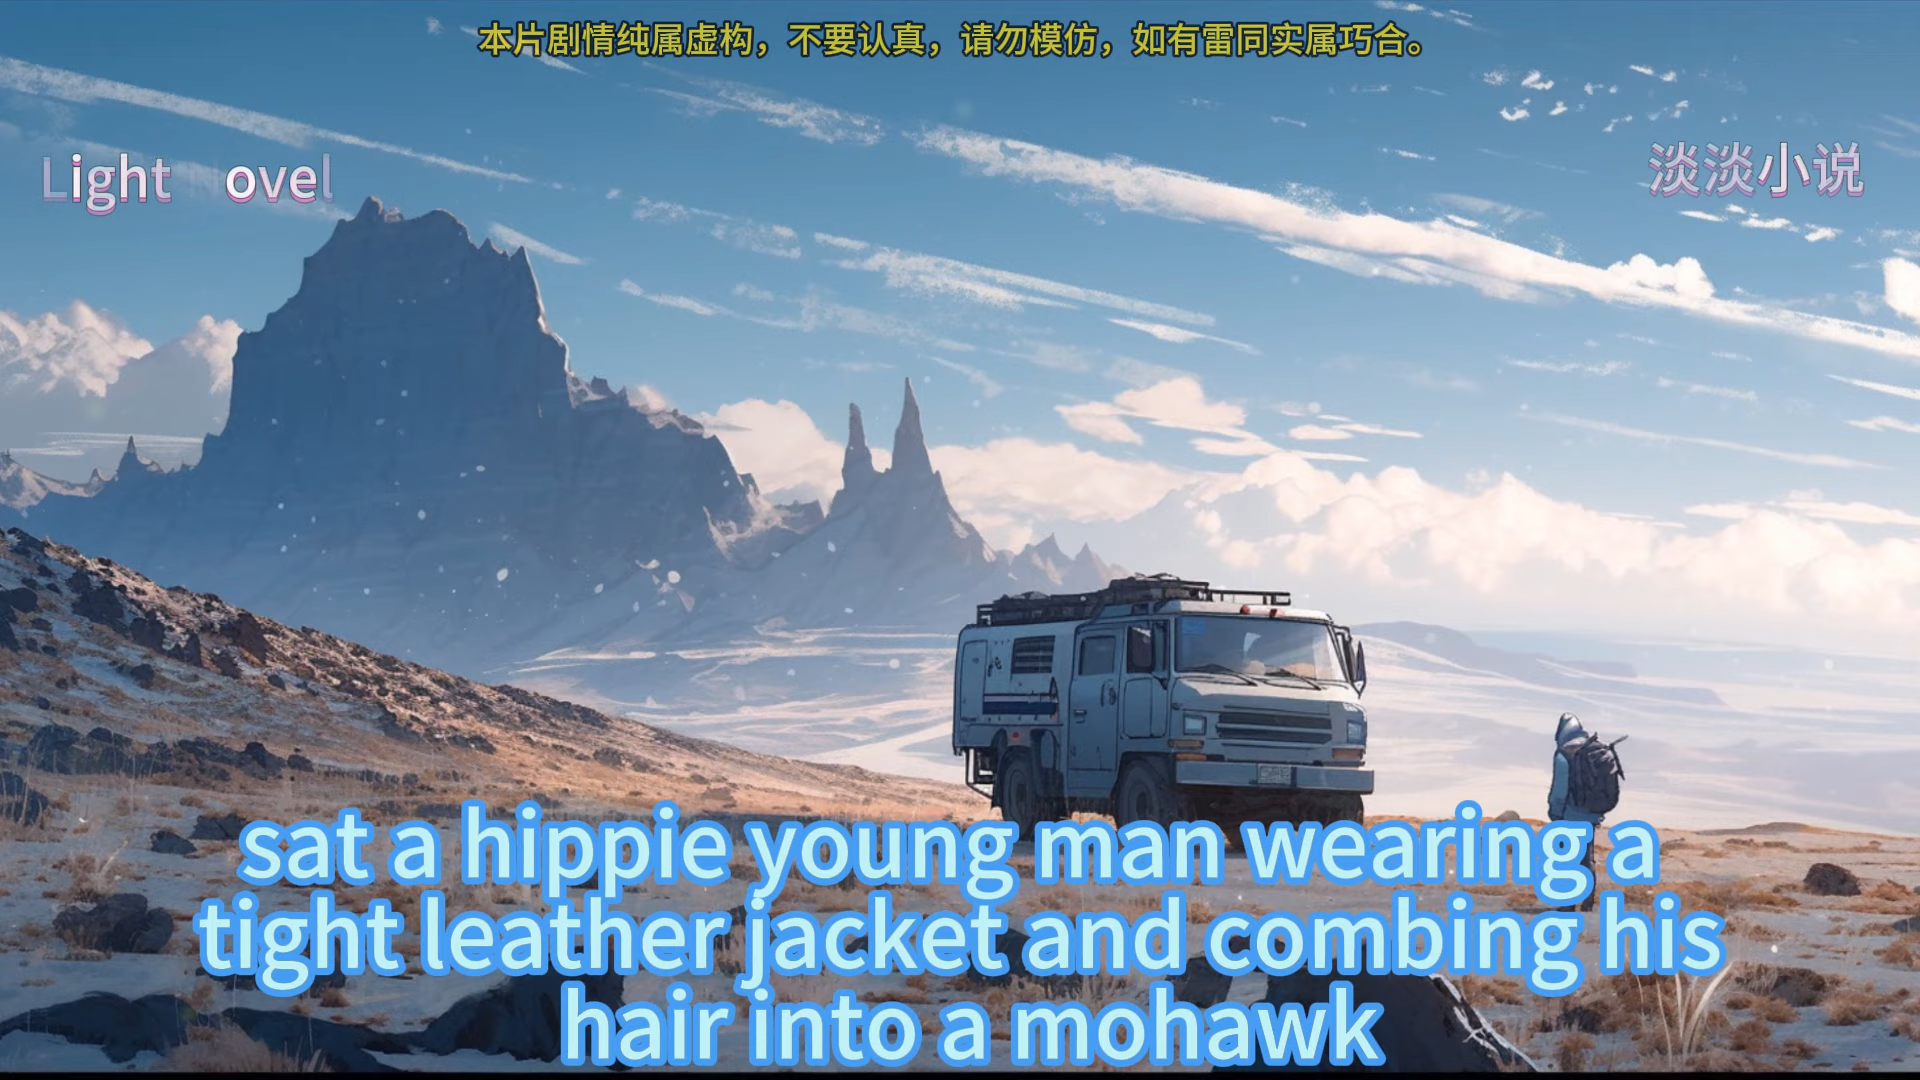 本片剧情纯属虚构，不要认真，请勿模仿，如有雷同实属巧合。
Light Novel
淡淡小说
sat a hippie young man wearing a
tight leather jacket and combing his
hair into a mohawk